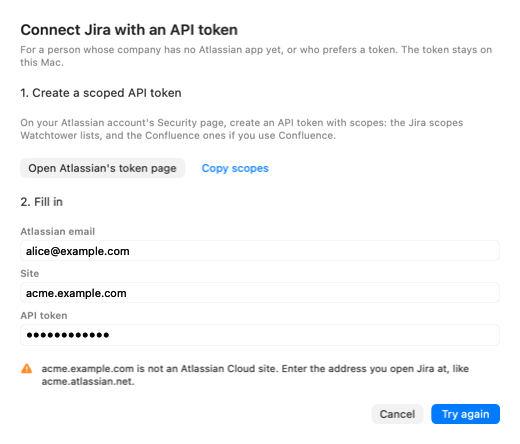 Connect Jira with an API token
For a person whose company has no Atlassian app yet, or who prefers a token. The token stays on
this Mac.
1. Create a scoped API token
On your Atlassian account's Security page, create an API token with scopes: the Jira scopes
Watchtower lists, and the Confluence ones if you use Confluence.
Open Atlassian's token page Copy scopes
2. Fill in
Atlassian email
alice@example.com
Site
acme.example.com
API token
••••••••••••
acme.example.com is not an Atlassian Cloud site. Enter the address you open Jira at, like
acme.atlassian.net.
Cancel Try again